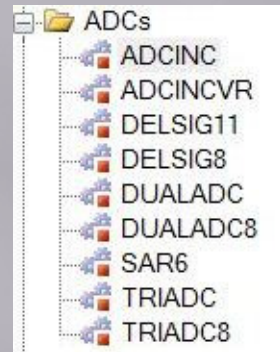 ADCs
ADCINC
ADCINCVR
DELSIG11
DELSIG8
DUALADC
DUALADC8
SAR6
TRIADC
TRIADC8